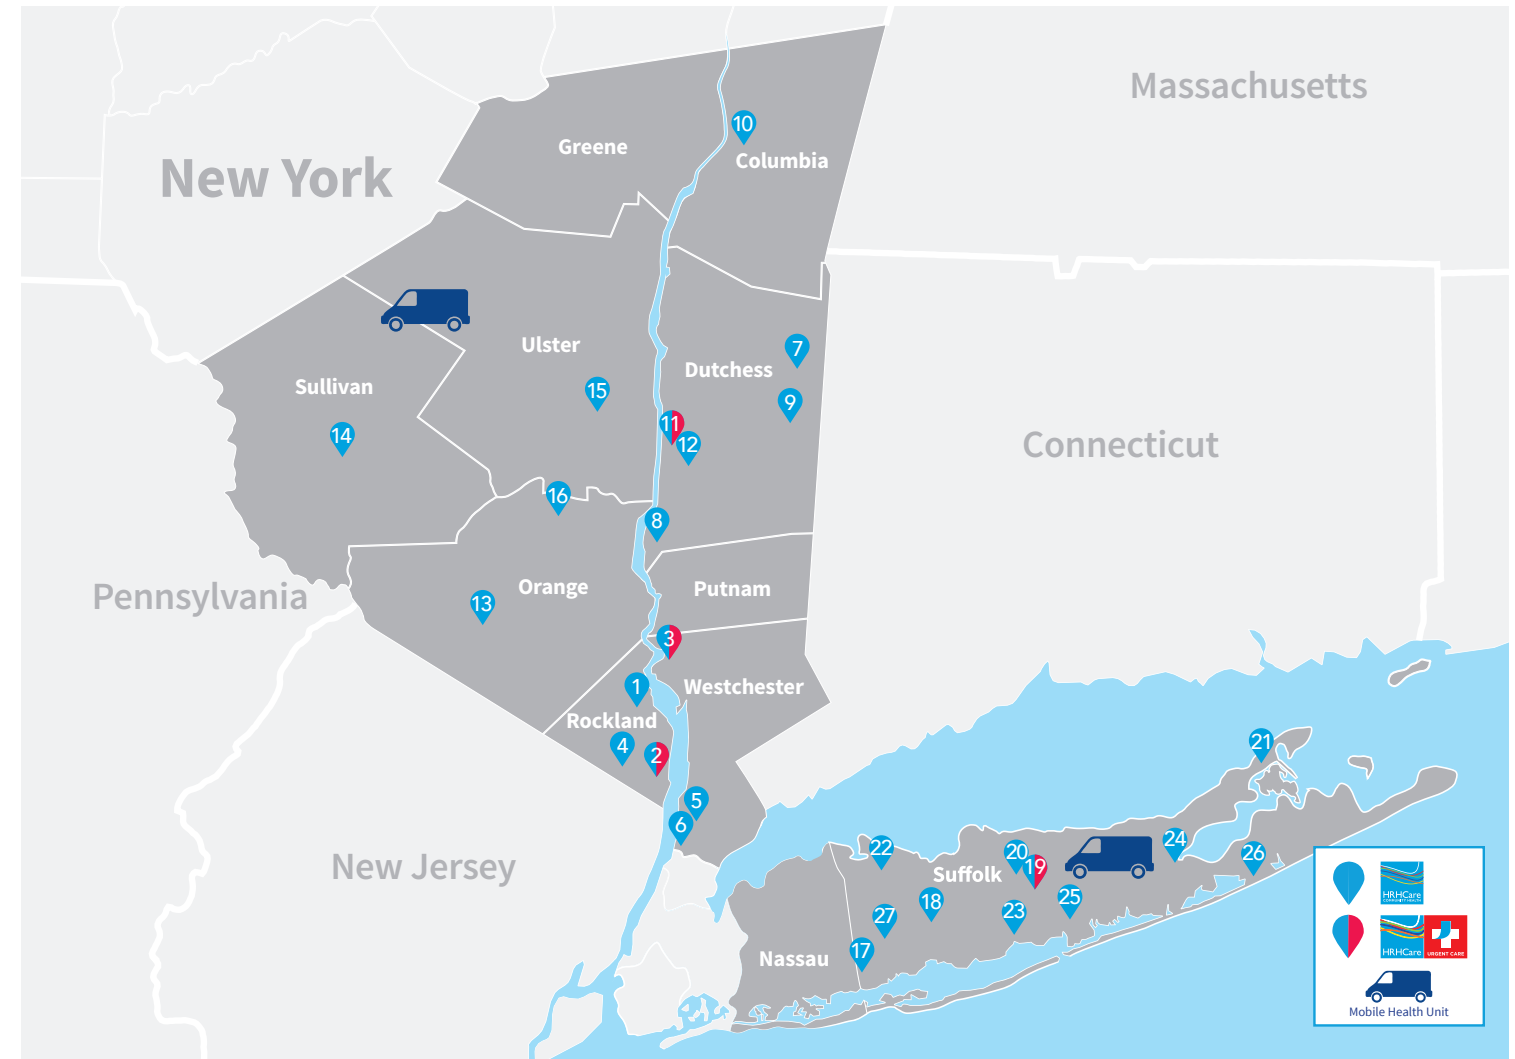 Massachusetts
10
Greene
Columbia
New York
Ulster
7
Dutchess
Sullivan
15
9
11
12
14
Connecticut
16
8
Orange
Putnam
Pennsylvania
13
3
1
Westchester
Rockland
4
2
21
5
6
24
22
20
26
19
New Jersey
Suffolk
25
18
23
27
17
Nassau
HRHCare
COMMUNITY HEALTH
HRHCare
URGENT CARE
Mobile Health Unit